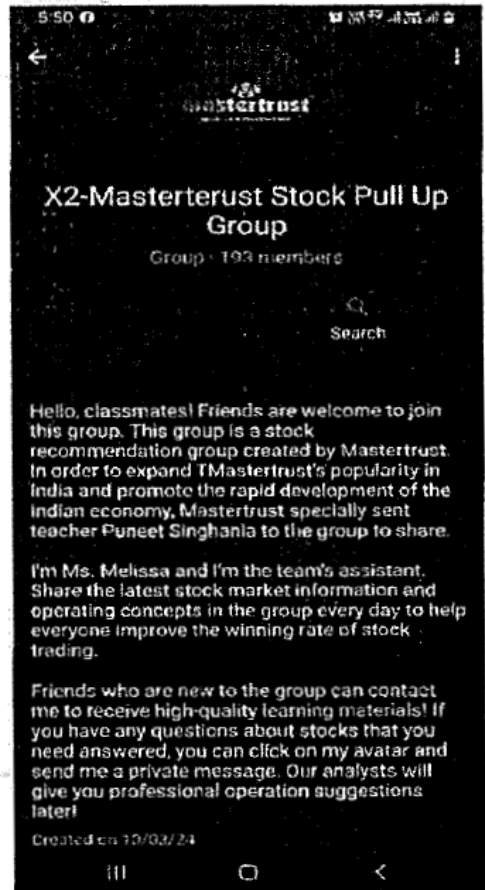 5:50
mastertrust
X2-Masterterust Stock Pull Up
Group
Group · 193 members
Search
Hello, classmates! Friends are welcome to join
this group. This group is a stock
recommendation group created by Mastertrust.
In order to expand TMastertrust's popularity in
India and promote the rapid development of the
indian economy, Mastertrust specially sent
teacher Puneet Singhania to the group to share.
I'm Ms. Melissa and I'm the team's assistant.
Share the latest stock market information and
operating concepts in the group every day to help
everyone improve the winning rate of stock
trading.
Friends who are new to the group can contact
me to receive high-quality learning materials! If
you have any questions about stocks that you
need answered, you can click on my avatar and
send me a private message. Our analysts will
give you professional operation suggestions
later!
Created on 10/03/24